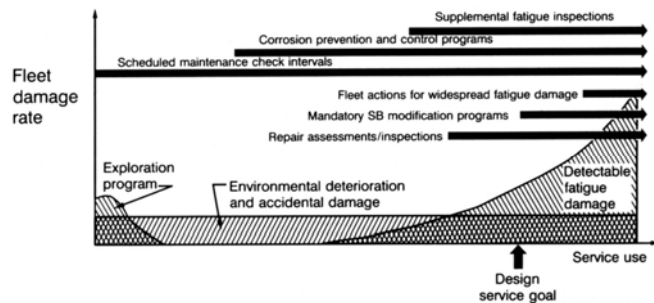 Supplemental fatigue inspections
Corrosion prevention and control programs
Scheduled maintenance check intervals
Fleet
damage
rate
Fleet actions for widespread fatigue damage
Mandatory SB modification programs
Repair assessments/inspections
Exploration
program
Environmental deterioration
and accidental damage
Detectable
fatigue
damage
Service use
Design
service goal